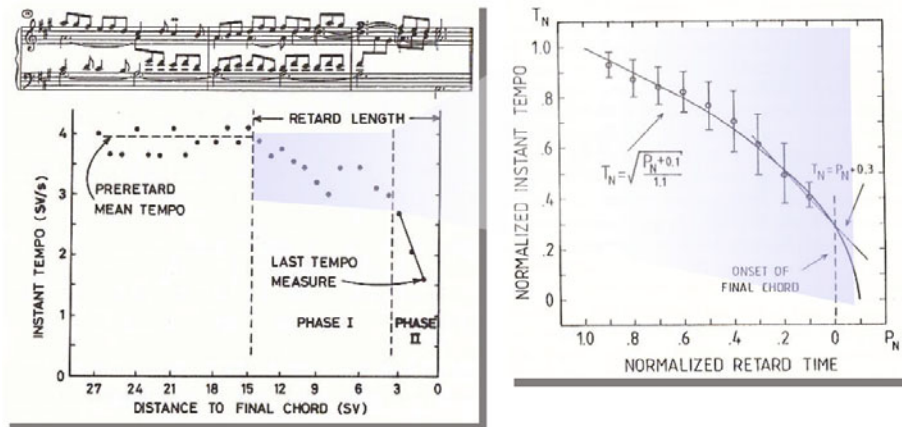 RETARD LENGTH
PRERETARD
MEAN TEMPO
LAST TEMPO
MEASURE
PHASE I
PHASE
II
INSTANT TEMPO (SV/s)
4
3
2
1
0
27 24 21 18 15 12 9 6 3 0
DISTANCE TO FINAL CHORD (SV)
T_N
NORMALIZED INSTANT TEMPO
1.0
.8
.6
.4
.2
0
T_N = √((P_N + 0.1)/1.1)
T_N = P_N + 0.3
ONSET OF
FINAL CHORD
1.0 .8 .6 .4 .2 0 P_N
NORMALIZED RETARD TIME